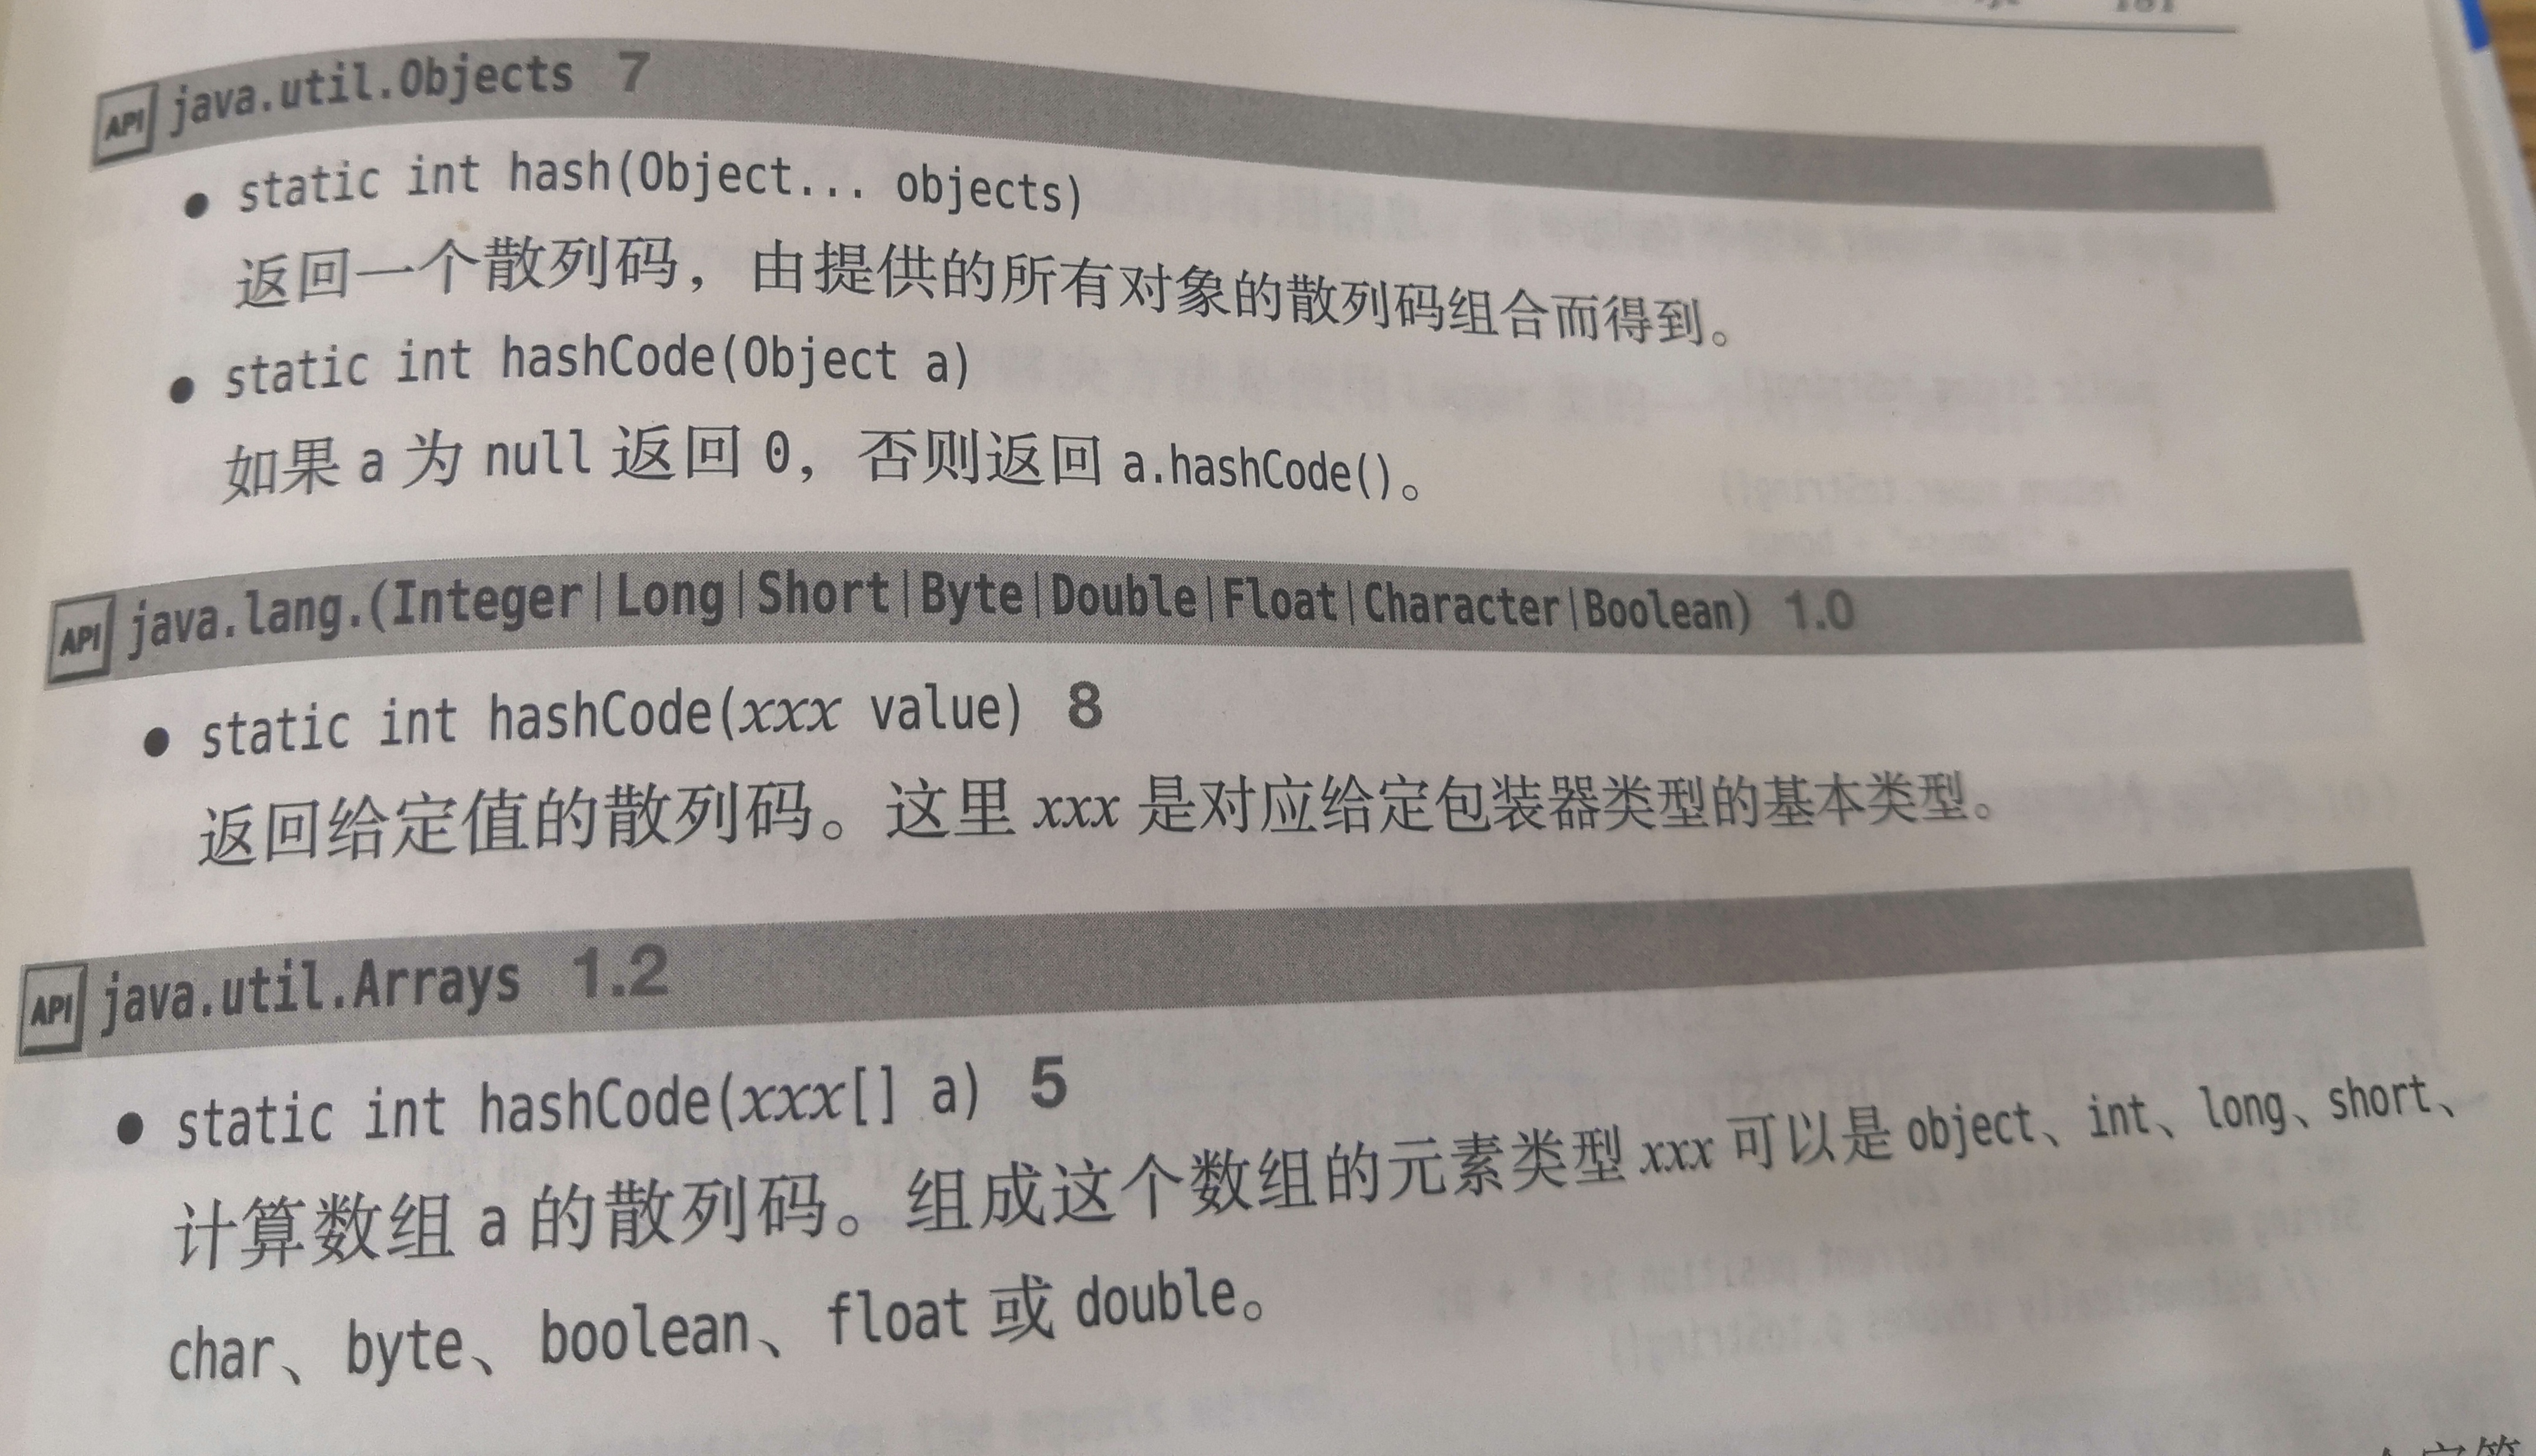 API java.util.Objects 7
• static int hash(Object... objects)
返回一个散列码，由提供的所有对象的散列码组合而得到。
• static int hashCode(Object a)
如果 a 为 null 返回 0，否则返回 a.hashCode()。
API java.lang.(Integer|Long|Short|Byte|Double|Float|Character|Boolean) 1.0
• static int hashCode(xxx value) 8
返回给定值的散列码。这里 xxx 是对应给定包装器类型的基本类型。
API java.util.Arrays 1.2
• static int hashCode(xxx[] a) 5
计算数组 a 的散列码。组成这个数组的元素类型 xxx 可以是 object、int、long、short、
char、byte、boolean、float 或 double。